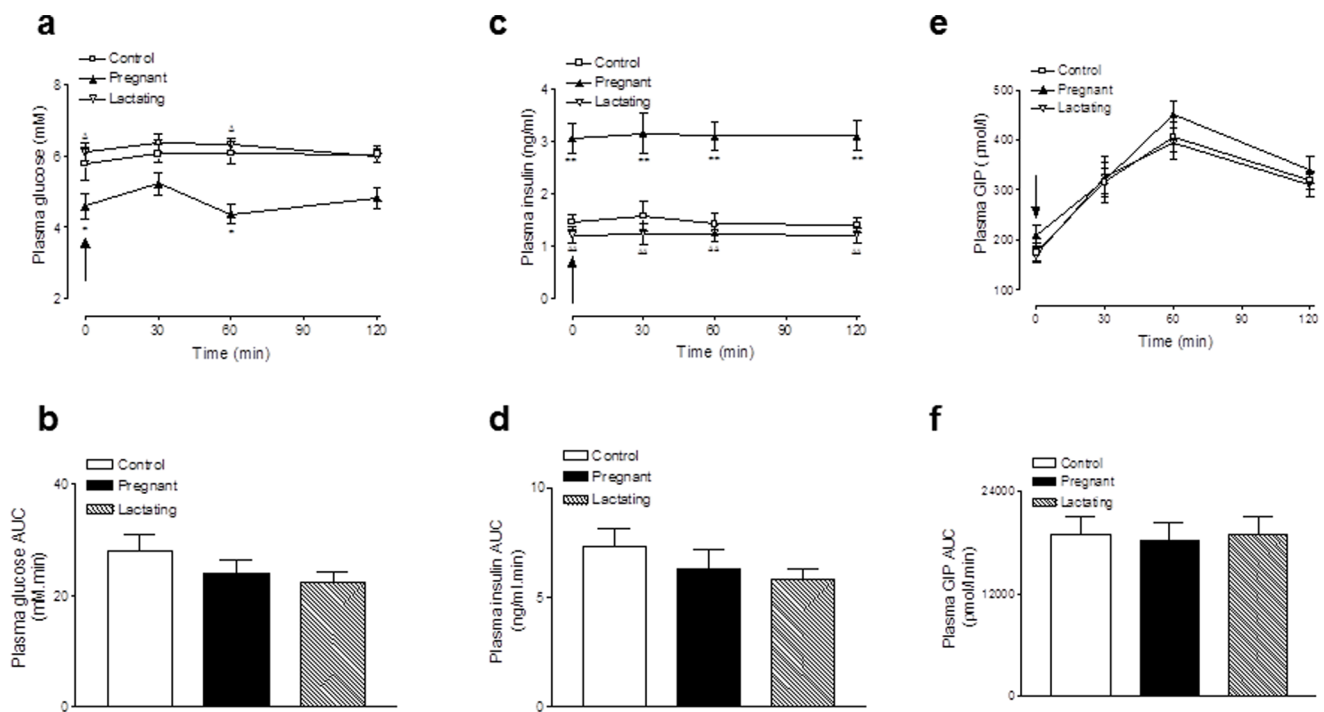 a
Control
Pregnant
Lactating
Plasma glucose (mM)
8
6
4
2
0
30
60
90
120
Time (min)
*
*
c
Control
Pregnant
Lactating
Plasma insulin (ng/ml)
4
3
2
1
0
** ** ** **
0
30
60
90
120
Time (min)
e
Control
Pregnant
Lactating
Plasma GIP ( pmol/l)
500
400
300
200
100
0
30
60
90
120
Time (min)
b
Control
Pregnant
Lactating
Plasma glucose AUC
(mM.min)
40
20
0
d
Control
Pregnant
Lactating
Plasma insulin AUC
(ng/ml.min)
10
5
0
f
Control
Pregnant
Lactating
Plasma GIP AUC
(pmol/l.min)
24000
12000
0